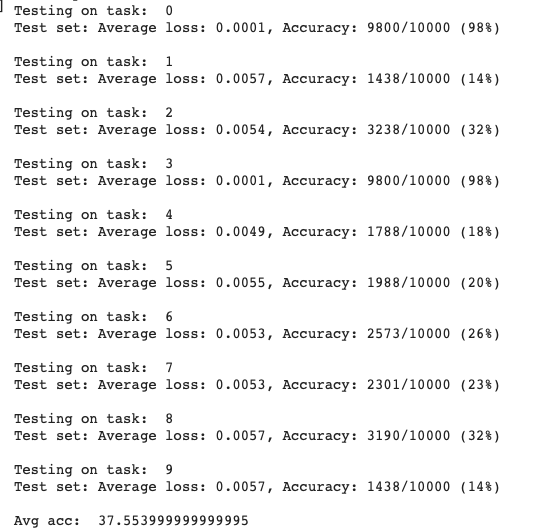 Testing on task:  0
Test set: Average loss: 0.0001, Accuracy: 9800/10000 (98%)
Testing on task:  1
Test set: Average loss: 0.0057, Accuracy: 1438/10000 (14%)
Testing on task:  2
Test set: Average loss: 0.0054, Accuracy: 3238/10000 (32%)
Testing on task:  3
Test set: Average loss: 0.0001, Accuracy: 9800/10000 (98%)
Testing on task:  4
Test set: Average loss: 0.0049, Accuracy: 1788/10000 (18%)
Testing on task:  5
Test set: Average loss: 0.0055, Accuracy: 1988/10000 (20%)
Testing on task:  6
Test set: Average loss: 0.0053, Accuracy: 2573/10000 (26%)
Testing on task:  7
Test set: Average loss: 0.0053, Accuracy: 2301/10000 (23%)
Testing on task:  8
Test set: Average loss: 0.0057, Accuracy: 3190/10000 (32%)
Testing on task:  9
Test set: Average loss: 0.0057, Accuracy: 1438/10000 (14%)
Avg acc:  37.553999999999995